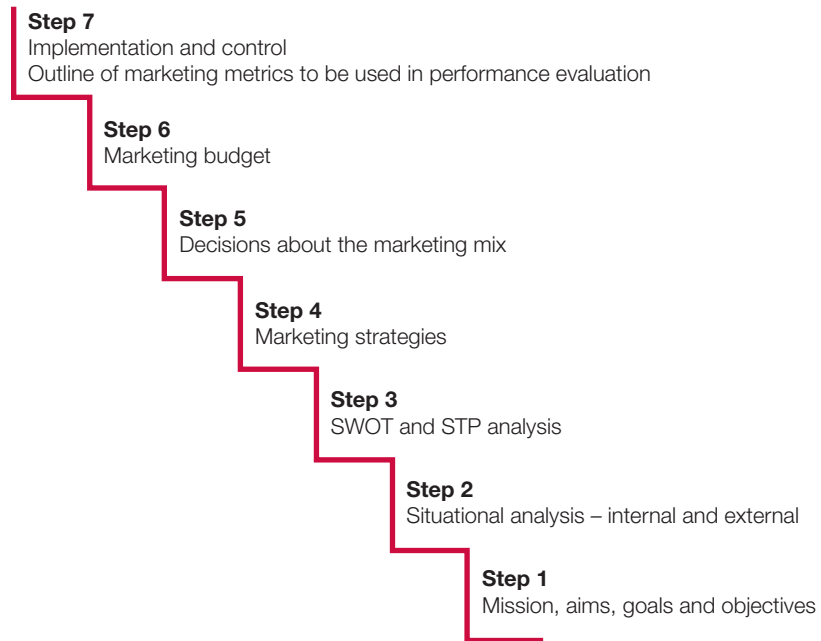 Step 7
Implementation and control
Outline of marketing metrics to be used in performance evaluation
Step 6
Marketing budget
Step 5
Decisions about the marketing mix
Step 4
Marketing strategies
Step 3
SWOT and STP analysis
Step 2
Situational analysis – internal and external
Step 1
Mission, aims, goals and objectives